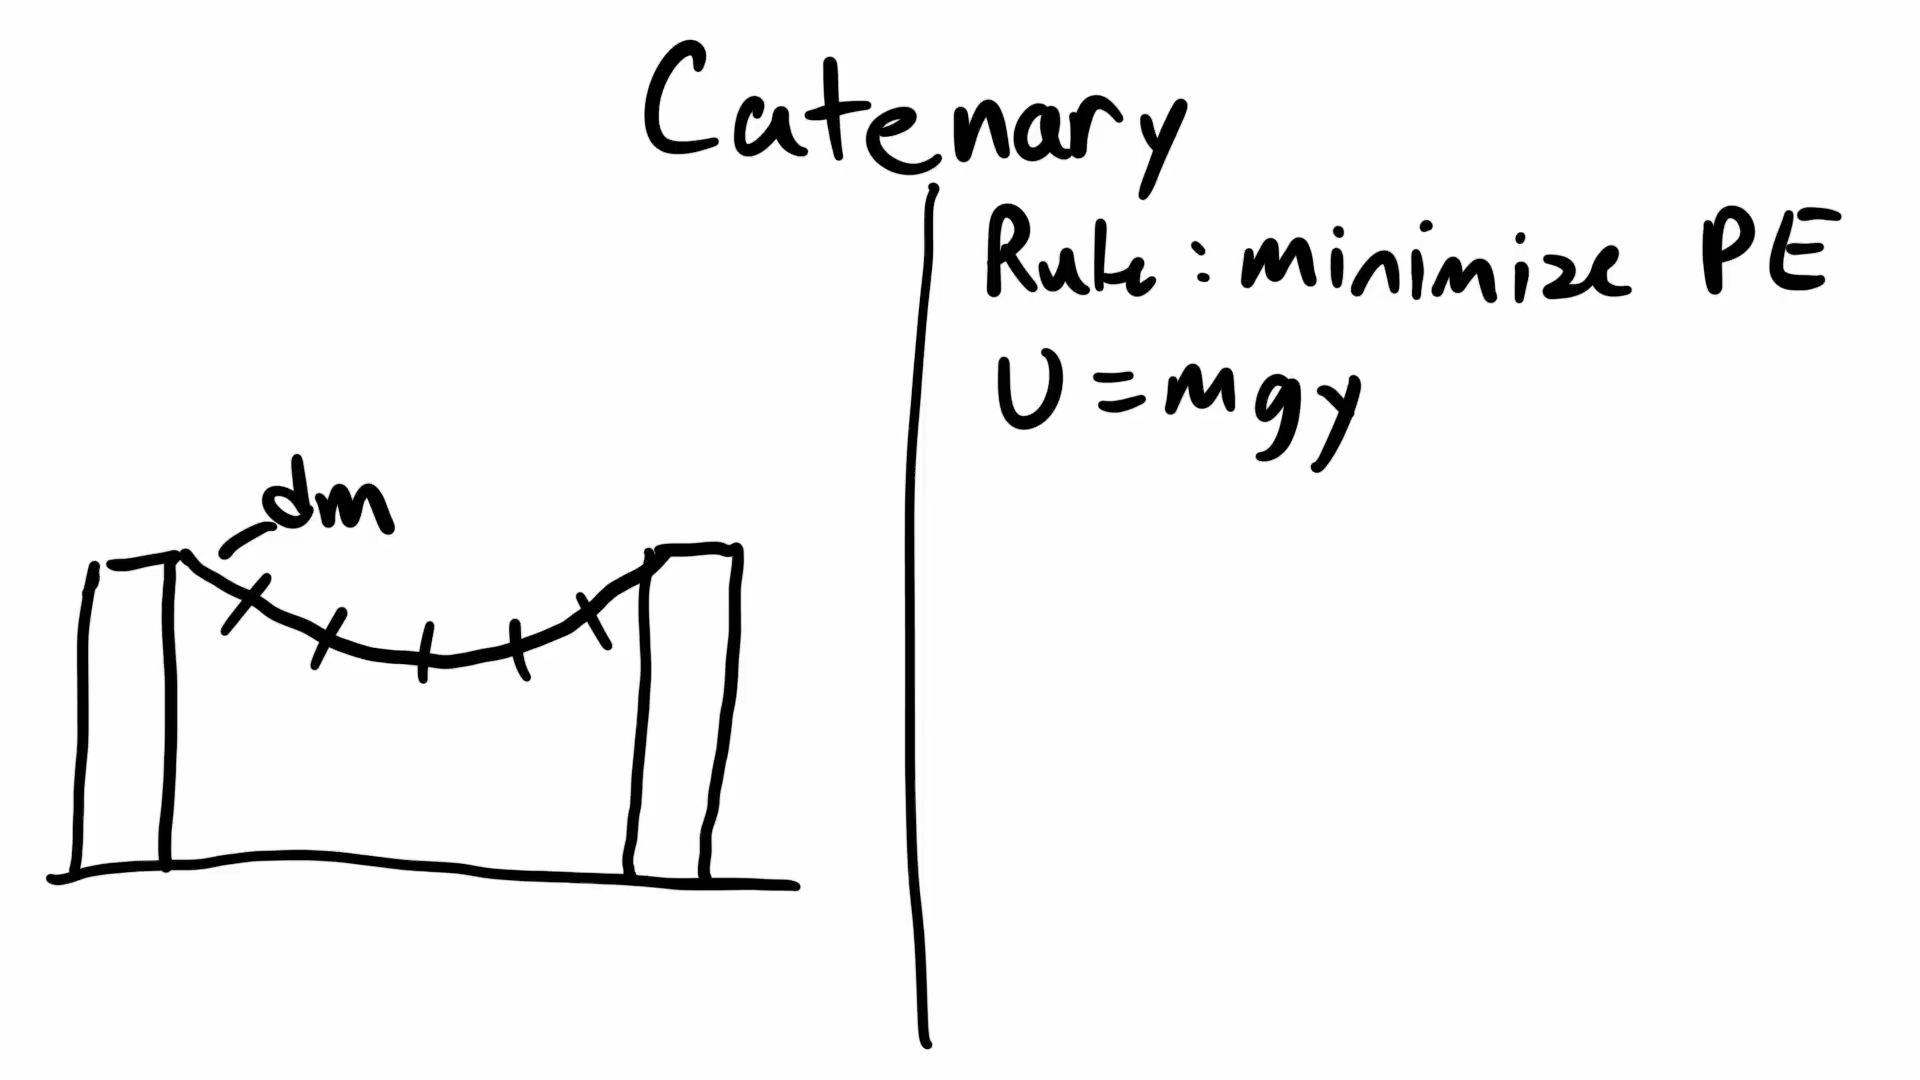 Catenary
Rule : minimize PE
U = mgy
dm